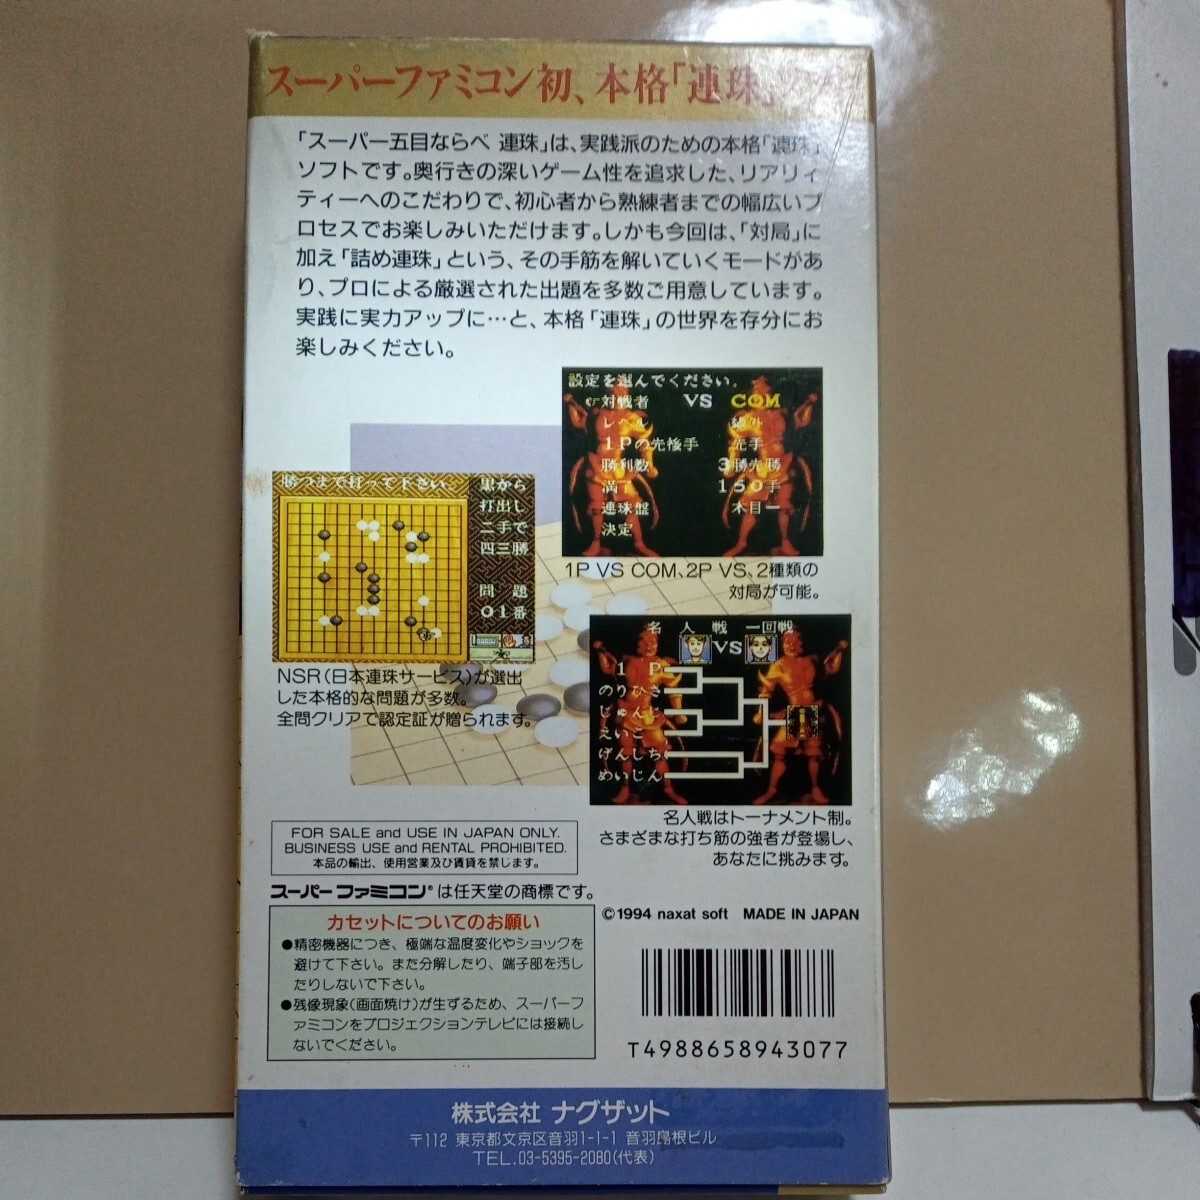 スーパーファミコン初、本格「連珠」
「スーパー五目ならべ 連珠」は、実践派のための本格「連珠」
ソフトです。奥行きの深いゲーム性を追求した、リアリィ
ティーへのこだわりで、初心者から熟練者までの幅広いプ
ロセスでお楽しみいただけます。しかも今回は、「対局」に
加え「詰め連珠」という、その手筋を解いていくモードがあ
り、プロによる厳選された出題を多数ご用意しています。
実践に実力アップに…と、本格「連珠」の世界を存分にお
楽しみください。
設定を選んでください。
対戦者 VS COM
レベル
1Pの先後手 先手
勝利数 3勝先勝
満了 150手
連珠盤 木目一
決定
1P VS COM、2P VS、2種類の
対局が可能。
勝つまで打って下さい。
黒から
打出し
二手で
四三勝
問題
01番
NSR(日本連珠サービス)が選出
した本格的な問題が多数。
全問クリアで認定証が贈られます。
名人戦 一回戦
VS
1P
のりひさ
じゅんじ
えいこ
げんしち
めいじん
名人戦はトーナメント制。
さまざまな打ち筋の強者が登場し、
あなたに挑みます。
FOR SALE and USE IN JAPAN ONLY.
BUSINESS USE and RENTAL PROHIBITED.
本品の輸出、使用営業及び賃貸を禁じます。
スーパーファミコン®は任天堂の商標です。
©1994 naxat soft MADE IN JAPAN
カセットについてのお願い
●精密機器につき、極端な温度変化やショックを
避けて下さい。また分解したり、端子部を汚し
たりしないで下さい。
●残像現象(画面焼け)が生ずるため、スーパーフ
ァミコンをプロジェクションテレビには接続し
ないでください。
T4988658943077
株式会社 ナグザット
〒112 東京都文京区音羽1-1-1 音羽島根ビル
TEL.03-5395-2080(代表)